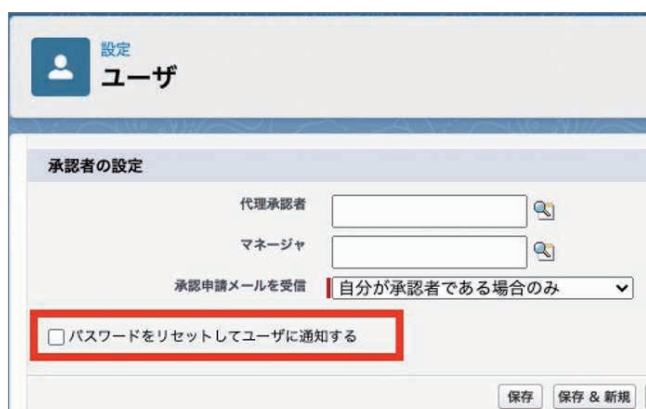 設定
ユーザ
承認者の設定
代理承認者
マネージャ
承認申請メールを受信 自分が承認者である場合のみ
パスワードをリセットしてユーザに通知する
保存 保存 & 新規